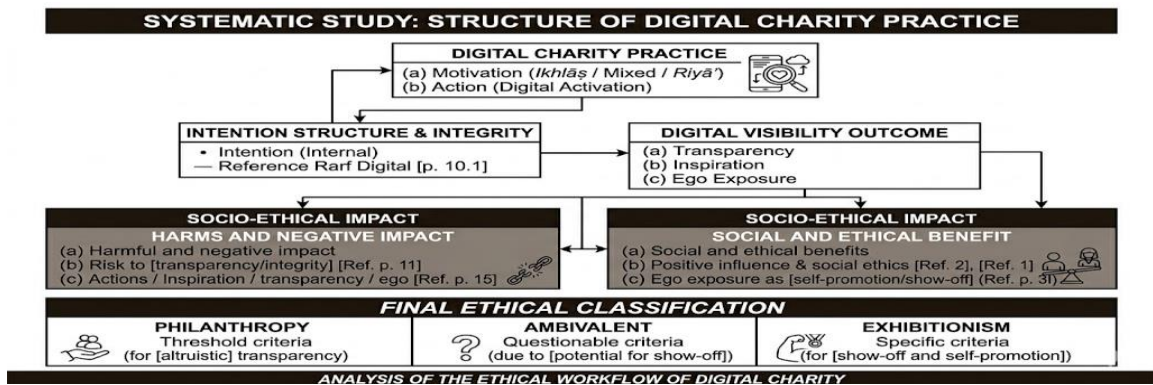 SYSTEMATIC STUDY: STRUCTURE OF DIGITAL CHARITY PRACTICE
DIGITAL CHARITY PRACTICE
(a) Motivation (Ikhlāṣ / Mixed / Riyā')
(b) Action (Digital Activation)
INTENTION STRUCTURE & INTEGRITY
• Intention (Internal)
— Reference Rarf Digital [p. 10.1]
DIGITAL VISIBILITY OUTCOME
(a) Transparency
(b) Inspiration
(c) Ego Exposure
SOCIO-ETHICAL IMPACT
HARMS AND NEGATIVE IMPACT
(a) Harmful and negative impact
(b) Risk to [transparency/integrity] [Ref. p. 11]
(c) Actions / Inspiration / transparency / ego [Ref. p. 15]
SOCIO-ETHICAL IMPACT
SOCIAL AND ETHICAL BENEFIT
(a) Social and ethical benefits
(b) Positive influence & social ethics [Ref. 2], [Ref. 1]
(c) Ego exposure as [self-promotion/show-off] (Ref. p. 3l)
FINAL ETHICAL CLASSIFICATION
PHILANTHROPY
Threshold criteria
(for [altruistic] transparency)
AMBIVALENT
Questionable criteria
(due to [potential for show-off])
EXHIBITIONISM
Specific criteria
(for [show-off and self-promotion])
ANALYSIS OF THE ETHICAL WORKFLOW OF DIGITAL CHARITY